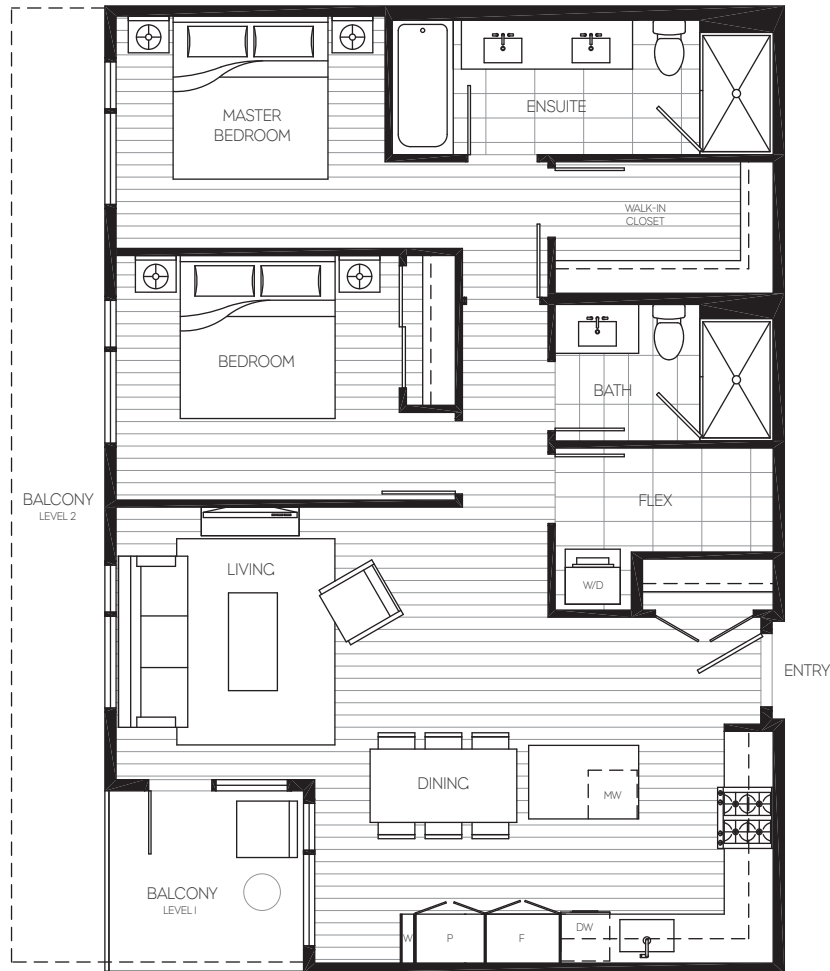 MASTER
BEDROOM
ENSUITE
WALK-IN
CLOSET
BEDROOM
BATH
BALCONY
LEVEL 2
FLEX
LIVING
W/D
ENTRY
DINING
MW
BALCONY
LEVEL 1
W
P
F
DW